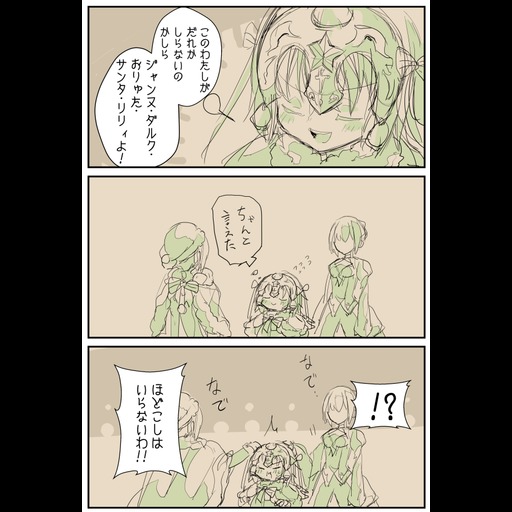 このわたしが
だれか
しらないの
かしら
ジャンヌ・ダルク・
おりゅた・
サンタ・リリィよ!
ちゃんと
言えた
!?
なで…
なで
ほどこしは
いらないわ!!